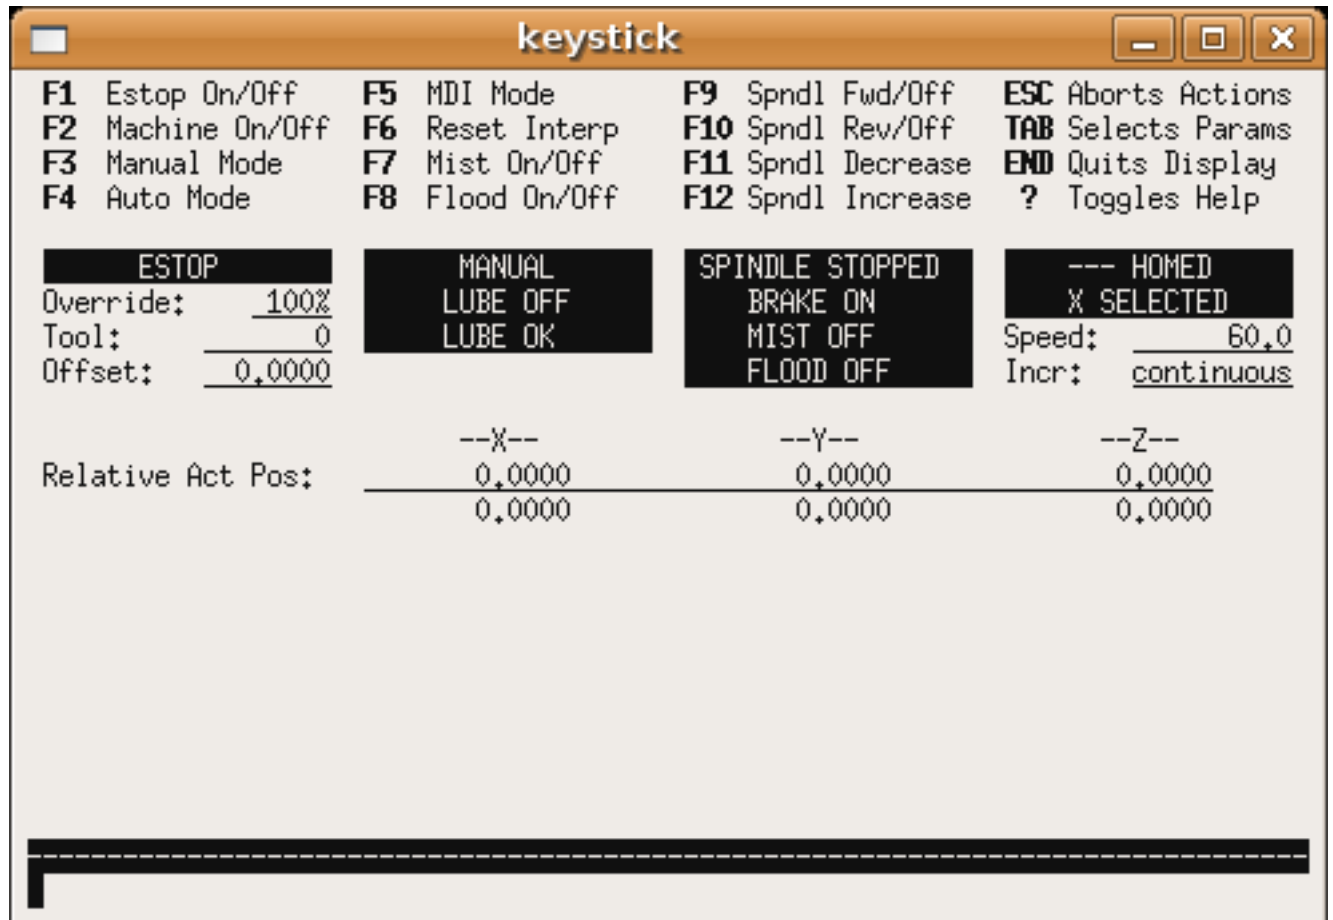 keystick
F1 Estop On/Off F5 MDI Mode F9 Spndl Fwd/Off ESC Aborts Actions
F2 Machine On/Off F6 Reset Interp F10 Spndl Rev/Off TAB Selects Params
F3 Manual Mode F7 Mist On/Off F11 Spndl Decrease END Quits Display
F4 Auto Mode F8 Flood On/Off F12 Spndl Increase ? Toggles Help
ESTOP MANUAL SPINDLE STOPPED --- HOMED
Override: 100% LUBE OFF BRAKE ON X SELECTED
Tool: 0 LUBE OK MIST OFF Speed: 60.0
Offset: 0.0000 FLOOD OFF Incr: continuous
--X-- --Y-- --Z--
Relative Act Pos: 0.0000 0.0000 0.0000
0.0000 0.0000 0.0000
--------------------------------------------------------------------------------